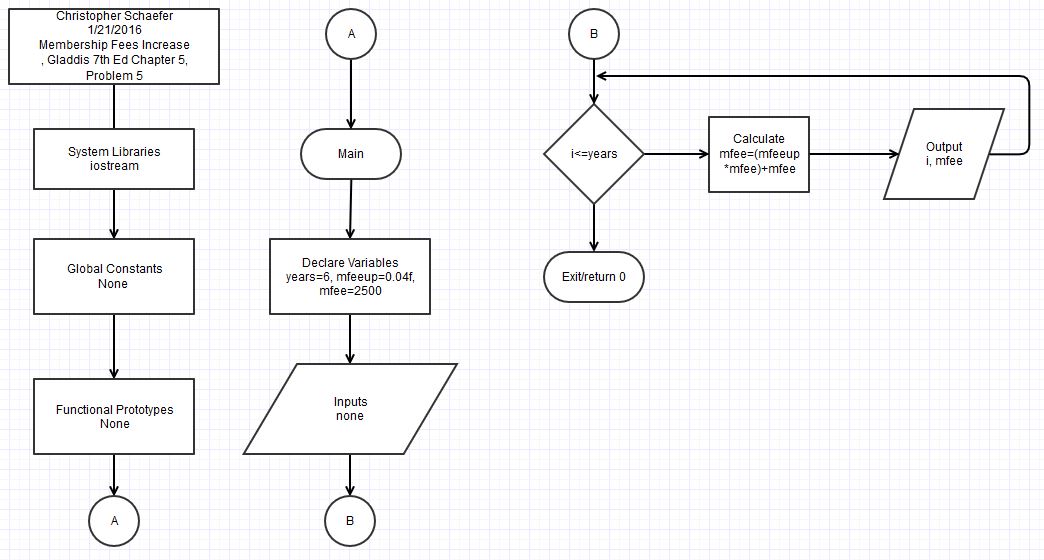 Christopher Schaefer
1/21/2016
Membership Fees Increase
, Gladdis 7th Ed Chapter 5,
Problem 5
System Libraries
iostream
Global Constants
None
Functional Prototypes
None
A
A
Main
Declare Variables
years=6, mfeeup=0.04f,
mfee=2500
Inputs
none
B
B
i<=years
Calculate
mfee=(mfeeup
*mfee)+mfee
Output
i, mfee
Exit/return 0